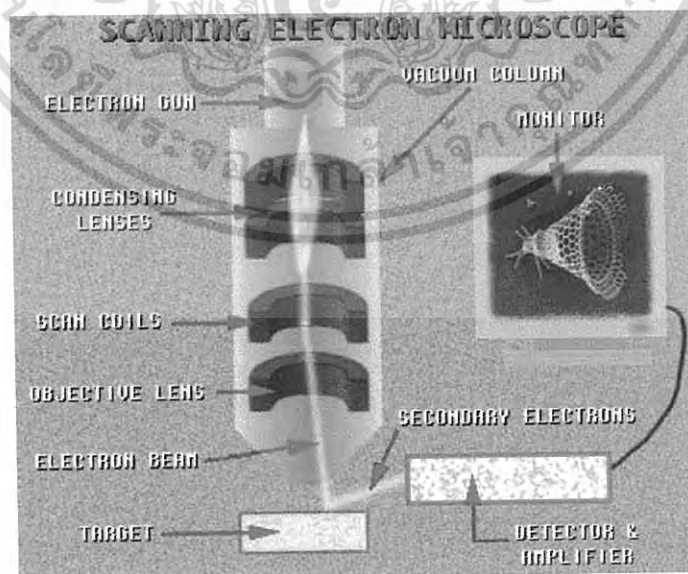 SCANNING ELECTRON MICROSCOPE
VACUUM COLUMN
ELECTRON GUN
MONITOR
CONDENSING
LENSES
SCAN COILS
OBJECTIVE LENS
SECONDARY ELECTRONS
ELECTRON BEAM
TARGET
DETECTOR &
AMPLIFIER